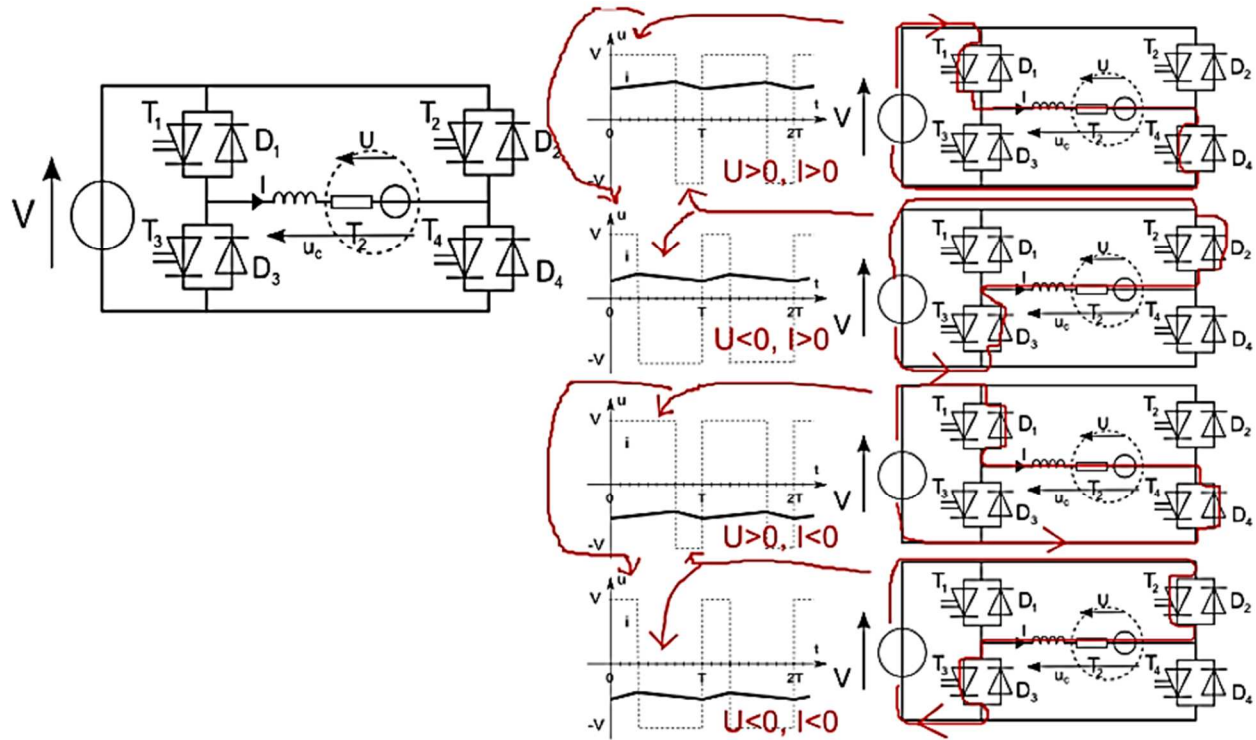 V
T1
D1
T2
D2
U
I
T3
D3
uc
T2
T4
D4
u
V
i
t
0
T
2T
-V
U>0, I>0
V
T1
D1
T2
D2
U
I
T3
D3
uc
T2
T4
D4
u
V
i
t
0
T
2T
-V
U<0, I>0
V
T1
D1
T2
D2
U
I
T3
D3
uc
T2
T4
D4
u
V
i
t
0
T
2T
-V
U>0, I<0
V
T1
D1
T2
D2
U
I
T3
D3
uc
T2
T4
D4
u
V
i
t
0
T
2T
-V
U<0, I<0
V
T1
D1
T2
D2
U
I
T3
D3
uc
T2
T4
D4